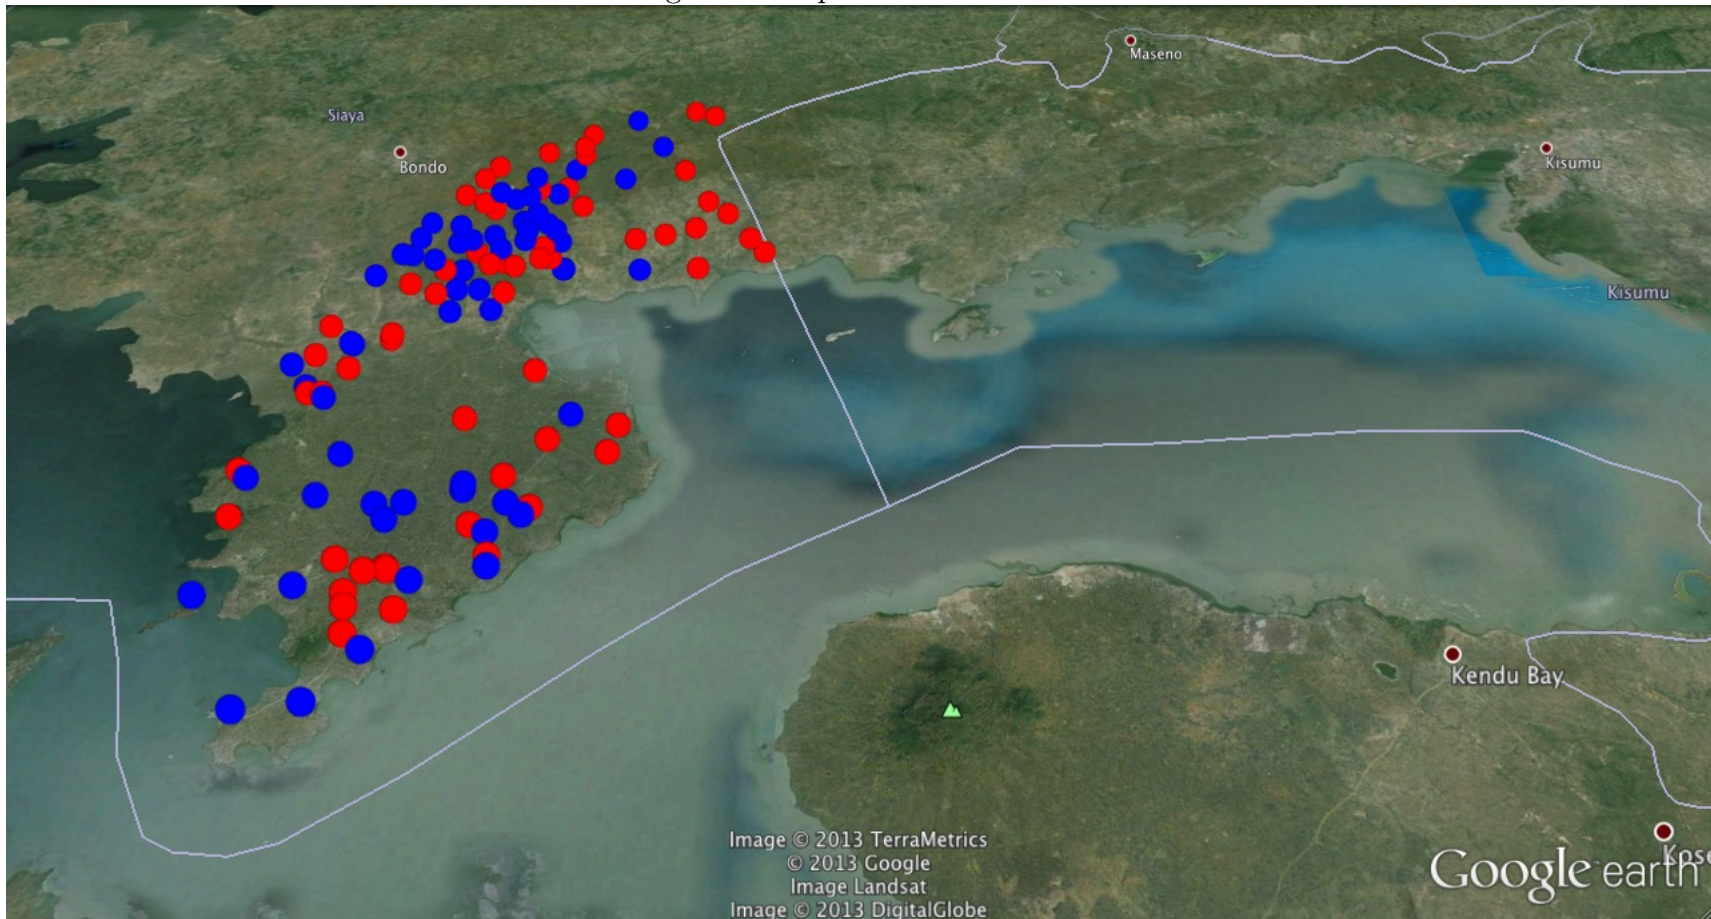 Maseno
Siaya
Bondo
Kisumu
Kisumu
Kendu Bay
Image © 2013 TerraMetrics
© 2013 Google
Image Landsat
Image © 2013 DigitalGlobe
Google earth